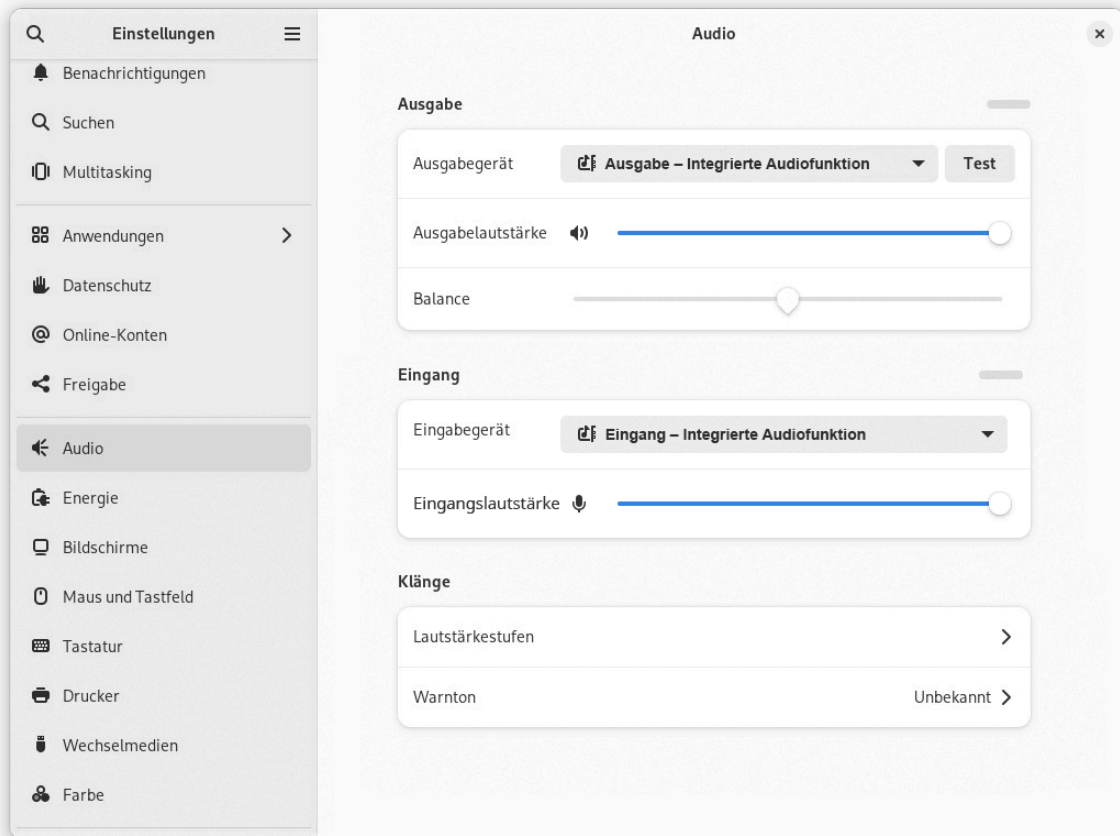 Einstellungen
Benachrichtigungen
Suchen
Multitasking
Anwendungen
Datenschutz
Online-Konten
Freigabe
Audio
Energie
Bildschirme
Maus und Tastfeld
Tastatur
Drucker
Wechselmedien
Farbe
Audio
Ausgabe
Ausgabegerät Ausgabe – Integrierte Audiofunktion Test
Ausgabelautstärke
Balance
Eingang
Eingabegerät Eingang – Integrierte Audiofunktion
Eingangslautstärke
Klänge
Lautstärkestufen
Warnton Unbekannt